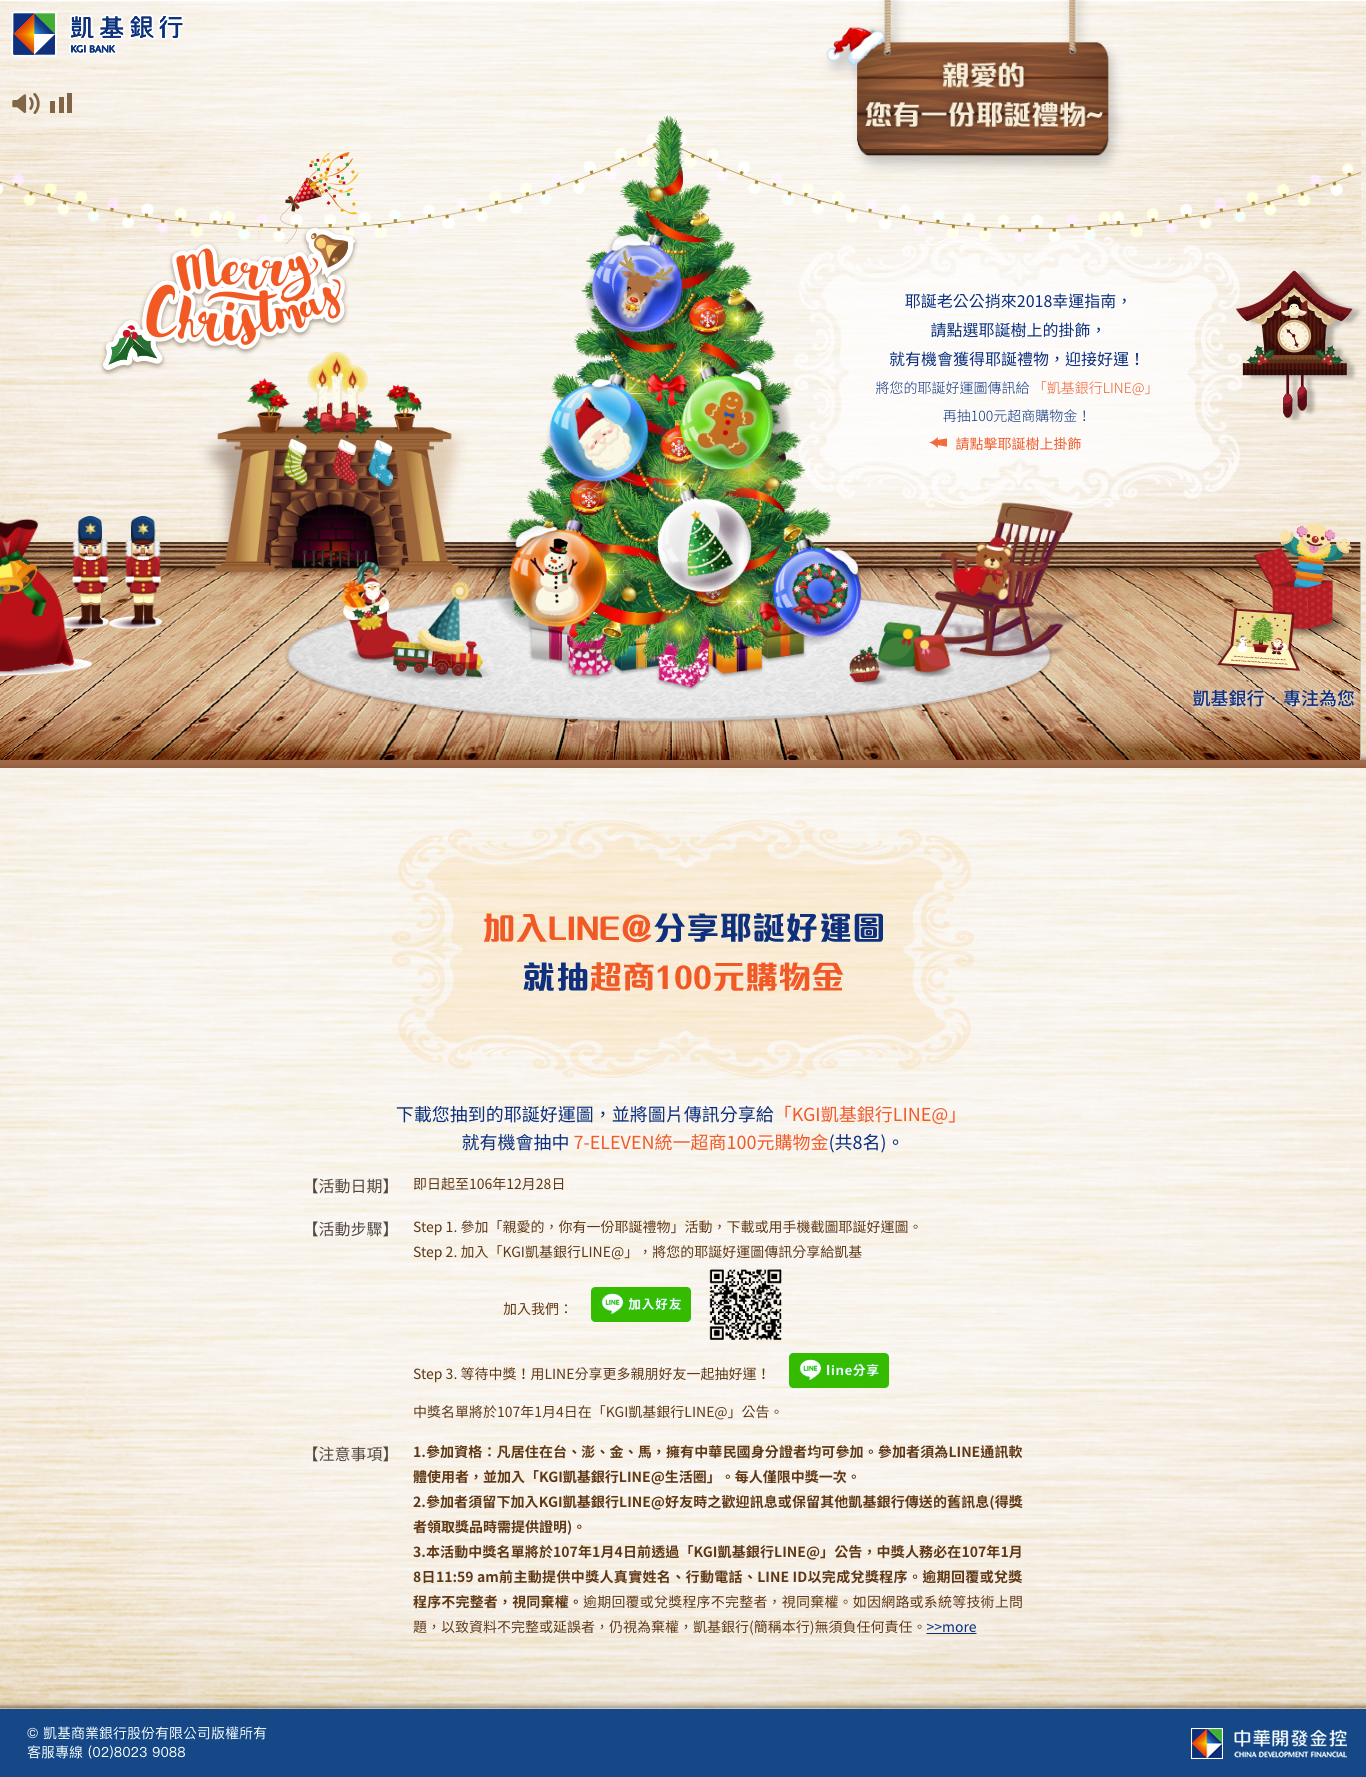 凱基銀行
KGI BANK
親愛的
您有一份耶誕禮物~
Merry
Christmas
耶誕老公公捎來2018幸運指南，
請點選耶誕樹上的掛飾，
就有機會獲得耶誕禮物，迎接好運！
將您的耶誕好運圖傳訊給 「凱基銀行LINE@」
再抽100元超商購物金！
請點擊耶誕樹上掛飾
凱基銀行．專注為您
加入LINE@分享耶誕好運圖
就抽超商100元購物金
下載您抽到的耶誕好運圖，並將圖片傳訊分享給「KGI凱基銀行LINE@」
就有機會抽中 7-ELEVEN統一超商100元購物金(共8名)。
【活動日期】 即日起至106年12月28日
【活動步驟】 Step 1. 參加「親愛的，你有一份耶誕禮物」活動，下載或用手機截圖耶誕好運圖。
Step 2. 加入「KGI凱基銀行LINE@」，將您的耶誕好運圖傳訊分享給凱基
加入我們： LINE 加入好友
Step 3. 等待中獎！用LINE分享更多親朋好友一起抽好運！ LINE line分享
中獎名單將於107年1月4日在「KGI凱基銀行LINE@」公告。
【注意事項】 1.參加資格：凡居住在台、澎、金、馬，擁有中華民國身分證者均可參加。參加者須為LINE通訊軟
體使用者，並加入「KGI凱基銀行LINE@生活圈」。每人僅限中獎一次。
2.參加者須留下加入KGI凱基銀行LINE@好友時之歡迎訊息或保留其他凱基銀行傳送的舊訊息(得獎
者領取獎品時需提供證明)。
3.本活動中獎名單將於107年1月4日前透過「KGI凱基銀行LINE@」公告，中獎人務必在107年1月
8日11:59 am前主動提供中獎人真實姓名、行動電話、LINE ID以完成兌獎程序。逾期回覆或兌獎
程序不完整者，視同棄權。逾期回覆或兌獎程序不完整者，視同棄權。如因網路或系統等技術上問
題，以致資料不完整或延誤者，仍視為棄權，凱基銀行(簡稱本行)無須負任何責任。>>more
© 凱基商業銀行股份有限公司版權所有
客服專線 (02)8023 9088
中華開發金控
CHINA DEVELOPMENT FINANCIAL